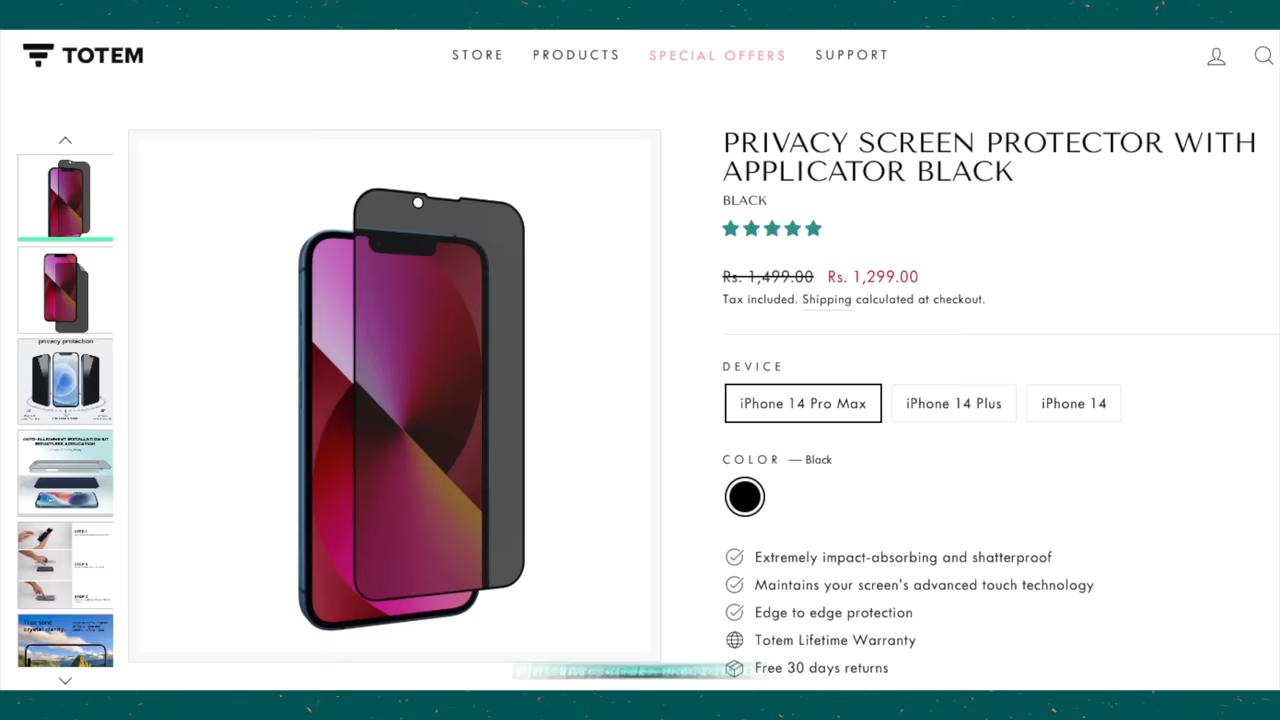 TOTEM
STORE
PRODUCTS
SPECIAL OFFERS
SUPPORT
PRIVACY SCREEN PROTECTOR WITH
APPLICATOR BLACK
BLACK
Rs. 1,499.00 Rs. 1,299.00
Tax included. Shipping calculated at checkout.
DEVICE
iPhone 14 Pro Max
iPhone 14 Plus
iPhone 14
COLOR — Black
Extremely impact-absorbing and shatterproof
Maintains your screen's advanced touch technology
Edge to edge protection
Totem Lifetime Warranty
Free 30 days returns
privacy protection